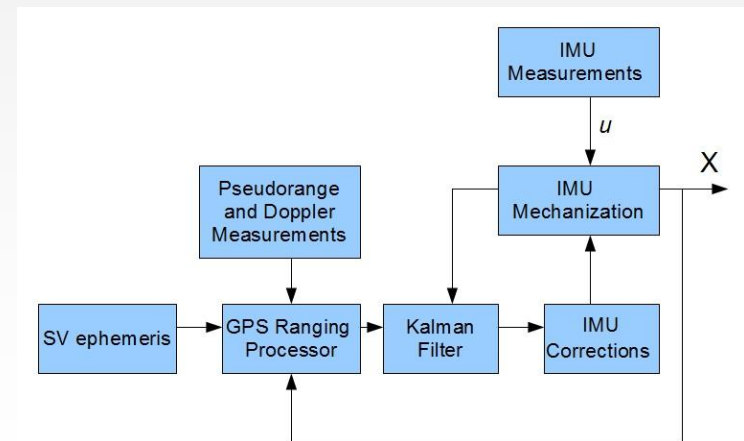 IMU
Measurements
u
X
Pseudorange
and Doppler
Measurements
IMU
Mechanization
SV ephemeris
GPS Ranging
Processor
Kalman
Filter
IMU
Corrections